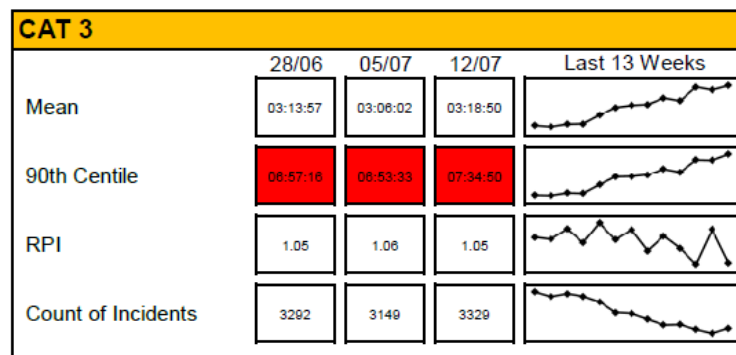 CAT 3
28/06 05/07 12/07 Last 13 Weeks
Mean 03:13:57 03:06:02 03:18:50
90th Centile 06:57:16 06:53:33 07:34:50
RPI 1.05 1.06 1.05
Count of Incidents 3292 3149 3329